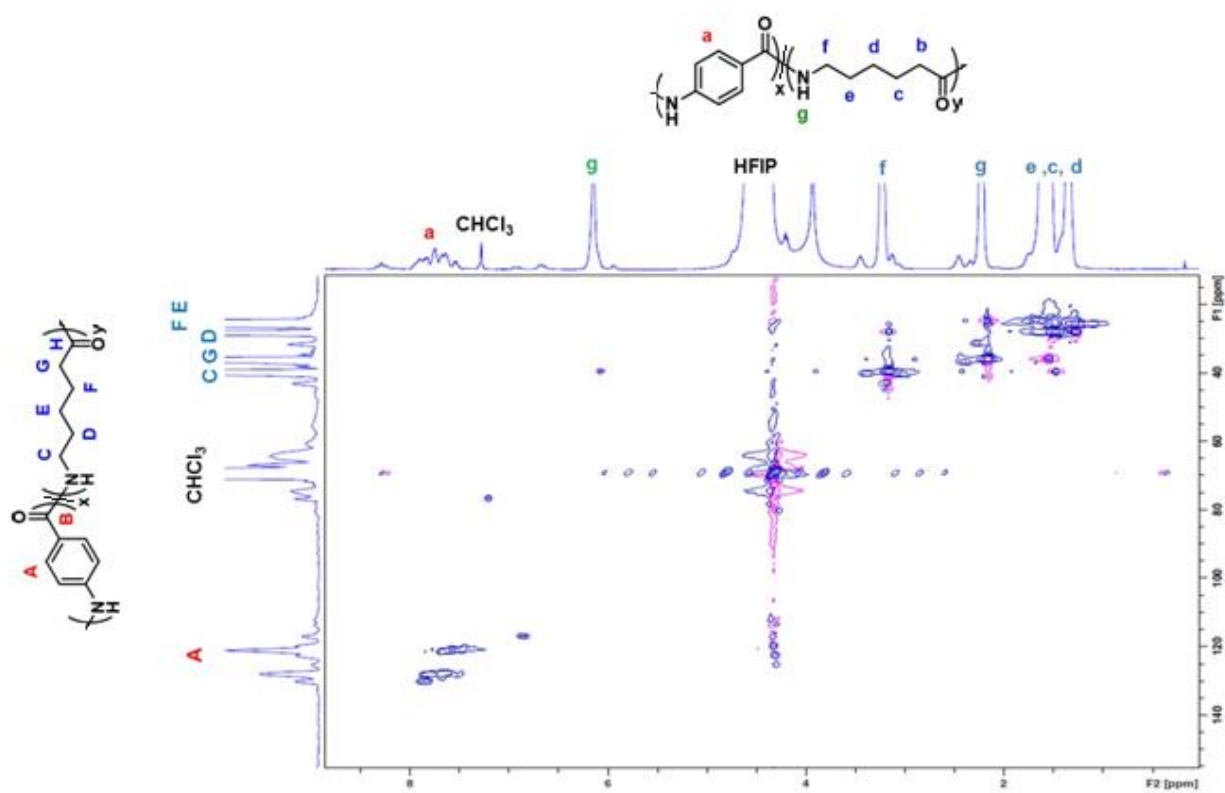 O
a
f
d
b
N
H
x
N
H
e
c
O
y
g
g
HFIP
f
g
e ,c, d
a
CHCl3
F E
C G D
CHCl3
A
H
O
y
G
F
E
D
C
N
H
x
O
B
A
N
H
F1 [ppm]
40
60
80
100
120
140
8
6
4
2
F2 [ppm]